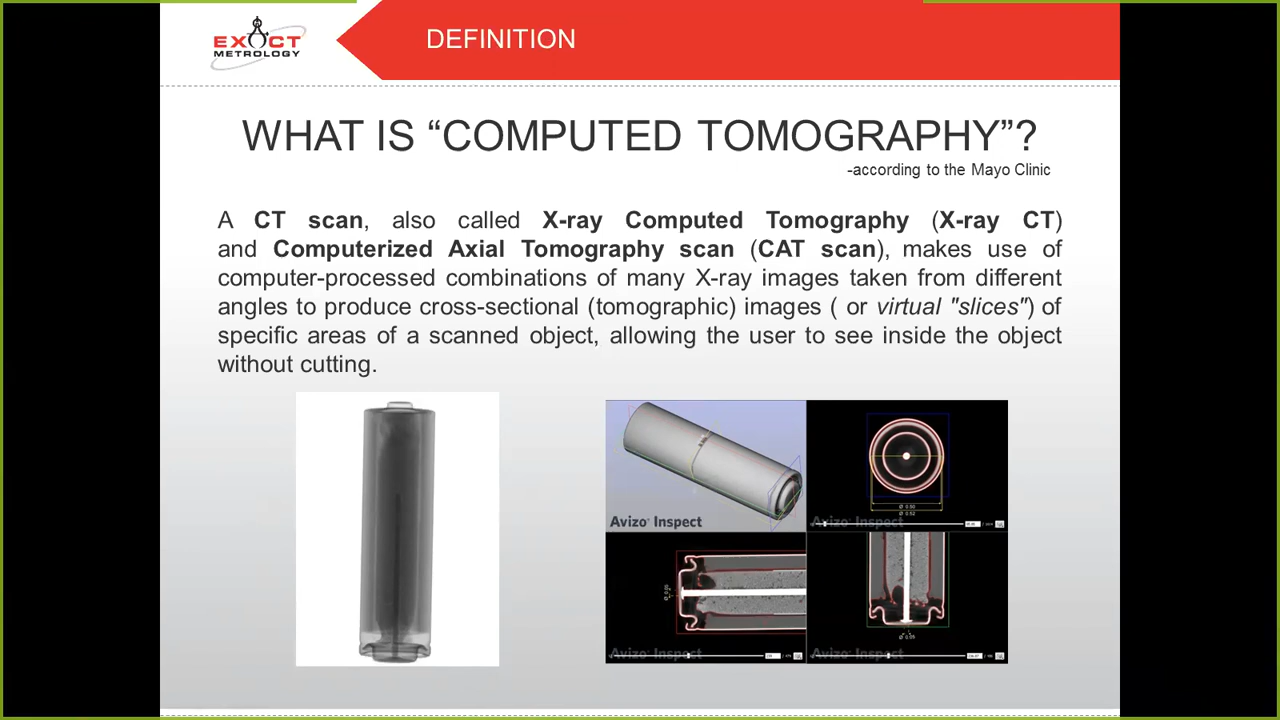 EXACT
METROLOGY
DEFINITION
WHAT IS “COMPUTED TOMOGRAPHY”?
-according to the Mayo Clinic
A CT scan, also called X-ray Computed Tomography (X-ray CT)
and Computerized Axial Tomography scan (CAT scan), makes use of
computer-processed combinations of many X-ray images taken from different
angles to produce cross-sectional (tomographic) images ( or virtual "slices") of
specific areas of a scanned object, allowing the user to see inside the object
without cutting.
Avizo® Inspect
Avizo® Inspect
Avizo® Inspect
Avizo® Inspect